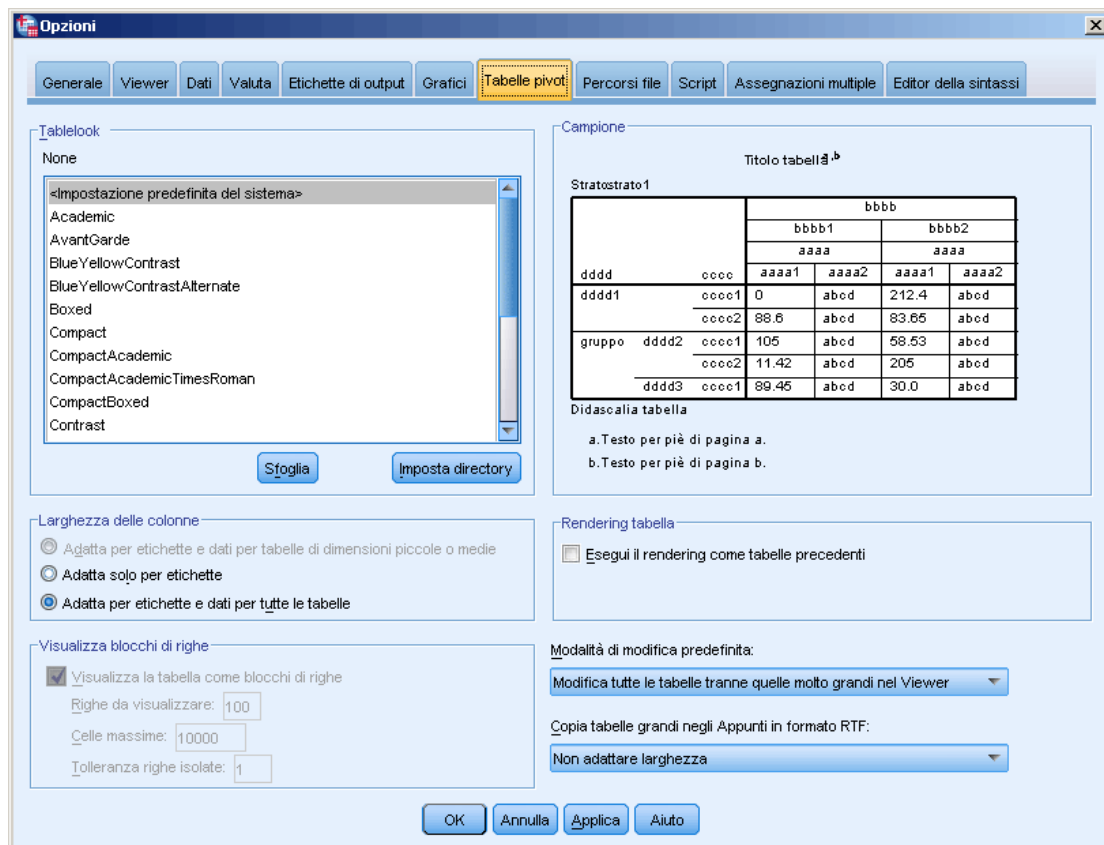 Opzioni
Generale Viewer Dati Valuta Etichette di output Grafici Tabelle pivot Percorsi file Script Assegnazioni multiple Editor della sintassi
Tablelook
None
<Impostazione predefinita del sistema>
Academic
AvantGarde
BlueYellowContrast
BlueYellowContrastAlternate
Boxed
Compact
CompactAcademic
CompactAcademicTimesRoman
CompactBoxed
Contrast
Sfoglia Imposta directory
Campione
Titolo tabella a,b
Stratostrato1
bbbb
bbbb1 bbbb2
aaaa aaaa
dddd cccc aaaa1 aaaa2 aaaa1 aaaa2
dddd1 cccc1 0 abcd 212.4 abcd
cccc2 88.6 abcd 83.65 abcd
gruppo dddd2 cccc1 105 abcd 58.53 abcd
cccc2 11.42 abcd 205 abcd
dddd3 cccc1 89.45 abcd 30.0 abcd
Didascalia tabella
a.Testo per piè di pagina a.
b.Testo per piè di pagina b.
Larghezza delle colonne
Adatta per etichette e dati per tabelle di dimensioni piccole o medie
Adatta solo per etichette
Adatta per etichette e dati per tutte le tabelle
Rendering tabella
Esegui il rendering come tabelle precedenti
Visualizza blocchi di righe
Visualizza la tabella come blocchi di righe
Righe da visualizzare: 100
Celle massime: 10000
Tolleranza righe isolate: 1
Modalità di modifica predefinita:
Modifica tutte le tabelle tranne quelle molto grandi nel Viewer
Copia tabelle grandi negli Appunti in formato RTF:
Non adattare larghezza
OK Annulla Applica Aiuto